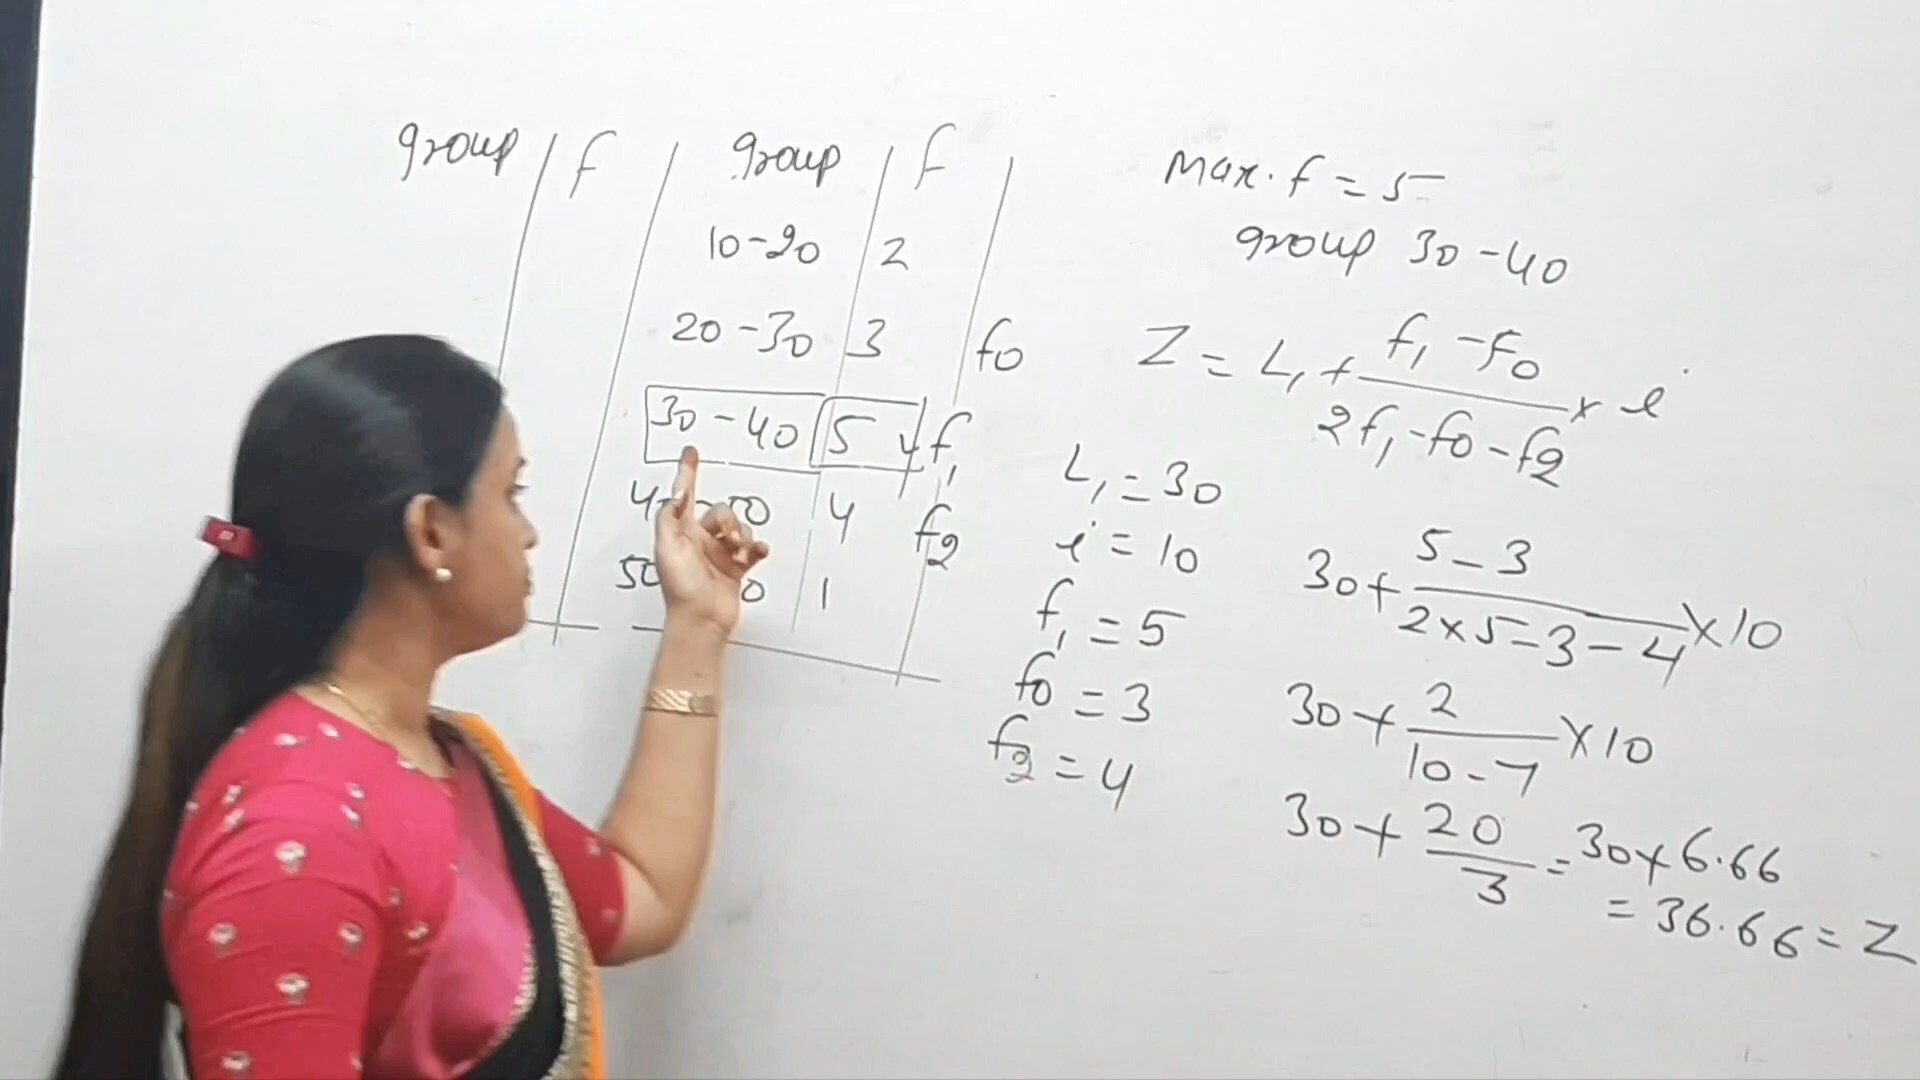 group f group f
10-20 2
20-30 3 f0
30-40 5 f1
4 4 f2
50 0 1
Max. f = 5
group 30-40
Z = L1 + f1 - f0 / 2f1 - f0 - f2 × i
L1 = 30
i = 10
f1 = 5
f0 = 3
f2 = 4
30 + 5 - 3 / 2×5-3-4 ×10
30 + 2 / 10-7 ×10
30 + 20 / 3 = 30+6.66
= 36.66 = Z